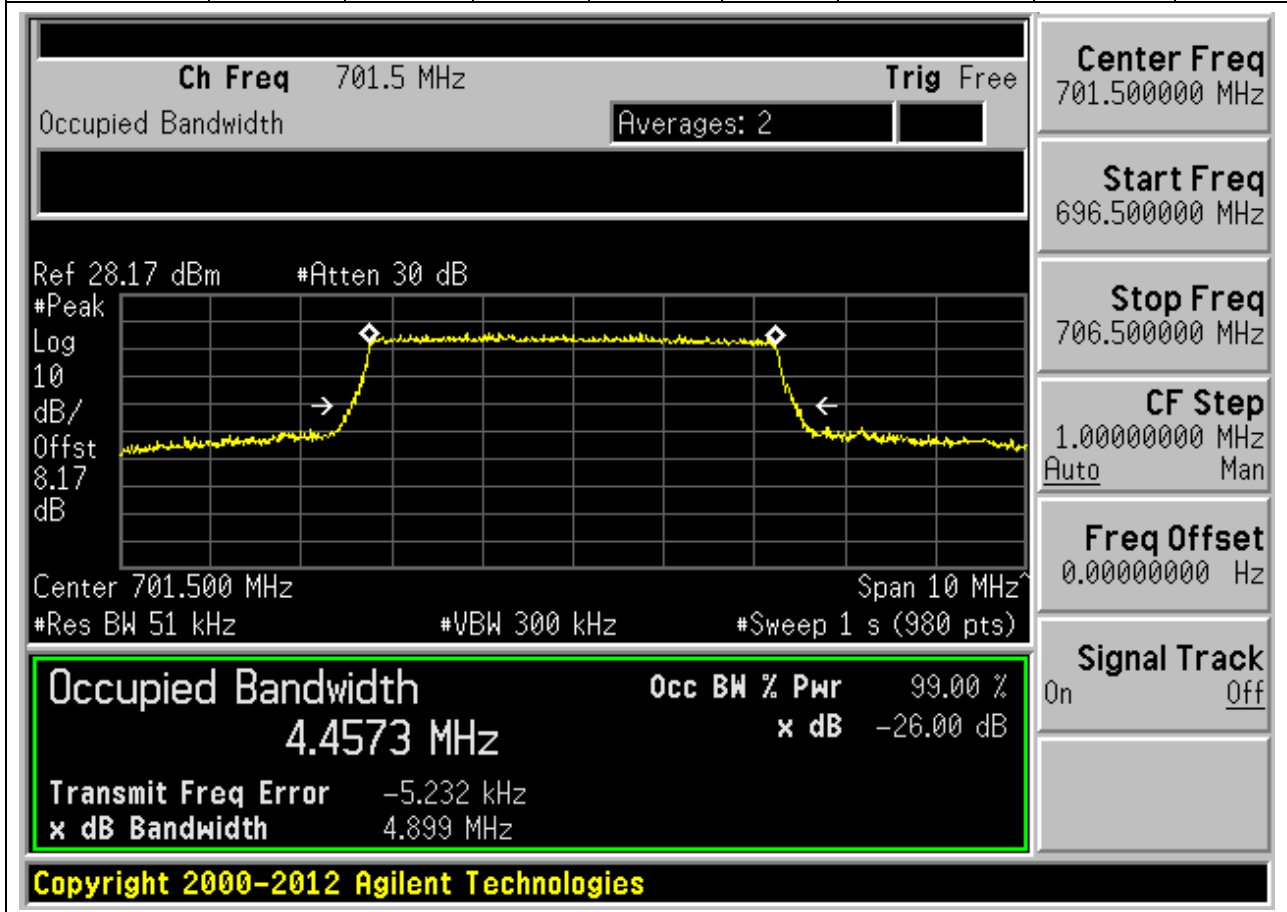 Ch Freq 701.5 MHz Trig Free
Occupied Bandwidth Averages: 2
Ref 28.17 dBm #Atten 30 dB
#Peak
Log
10
dB/
Offst
8.17
dB
Center 701.500 MHz Span 10 MHz^
#Res BW 51 kHz #VBW 300 kHz #Sweep 1 s (980 pts)
Occupied Bandwidth Occ BW % Pwr 99.00 %
4.4573 MHz x dB -26.00 dB
Transmit Freq Error -5.232 kHz
x dB Bandwidth 4.899 MHz
Copyright 2000-2012 Agilent Technologies
Center Freq
701.500000 MHz
Start Freq
696.500000 MHz
Stop Freq
706.500000 MHz
CF Step
1.00000000 MHz
Auto Man
Freq Offset
0.00000000 Hz
Signal Track
On Off